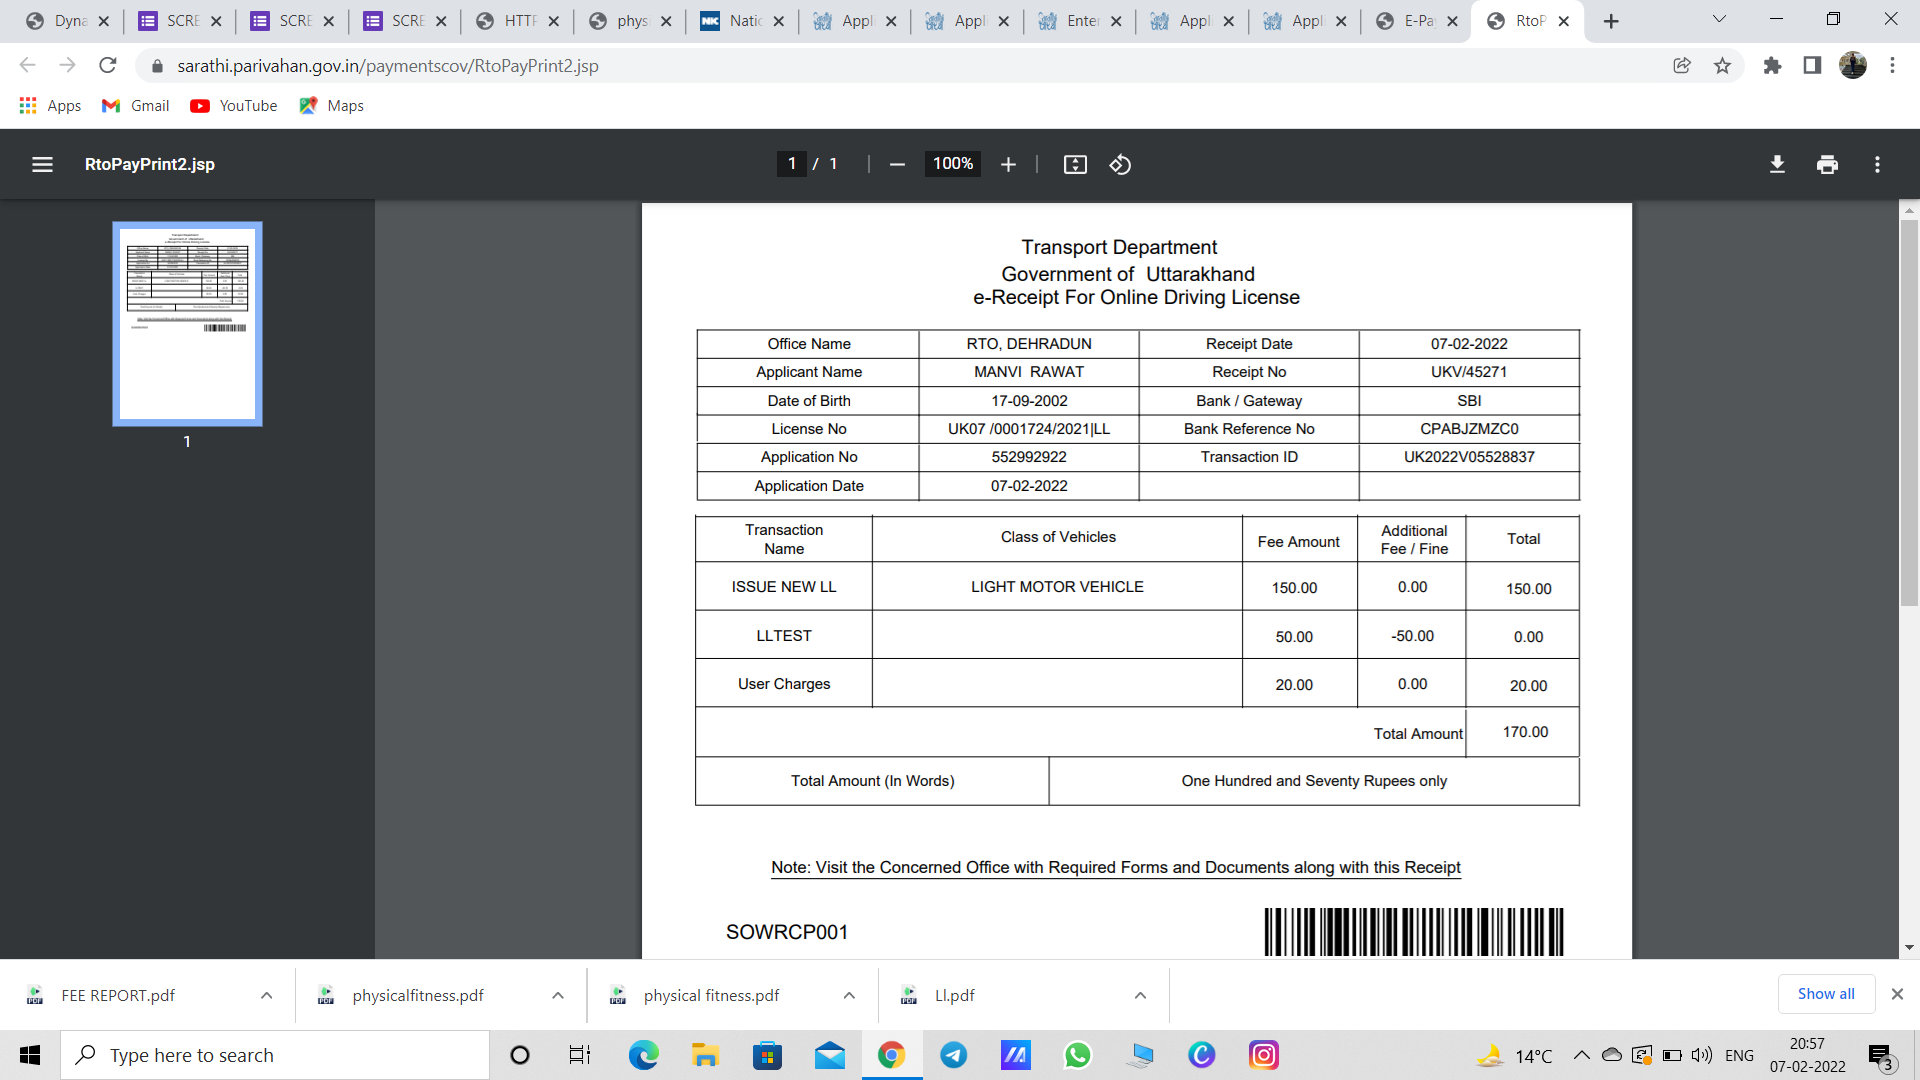 Dyna
SCRE
SCRE
SCRE
HTTP
phys
NK Natic
Appl
Appl
Enter
Appl
Appl
E-Pay
RtoP
sarathi.parivahan.gov.in/paymentscov/RtoPayPrint2.jsp
Apps Gmail YouTube Maps
RtoPayPrint2.jsp 1 / 1 100%
1
Transport Department
Government of Uttarakhand
e-Receipt For Online Driving License
Office Name RTO, DEHRADUN Receipt Date 07-02-2022
Applicant Name MANVI RAWAT Receipt No UKV/45271
Date of Birth 17-09-2002 Bank / Gateway SBI
License No UK07 /0001724/2021|LL Bank Reference No CPABJZMZC0
Application No 552992922 Transaction ID UK2022V05528837
Application Date 07-02-2022
Transaction Name Class of Vehicles Fee Amount Additional Fee / Fine Total
ISSUE NEW LL LIGHT MOTOR VEHICLE 150.00 0.00 150.00
LLTEST 50.00 -50.00 0.00
User Charges 20.00 0.00 20.00
Total Amount 170.00
Total Amount (In Words) One Hundred and Seventy Rupees only
Note: Visit the Concerned Office with Required Forms and Documents along with this Receipt
SOWRCP001
FEE REPORT.pdf physicalfitness.pdf physical fitness.pdf Ll.pdf Show all
Type here to search
14°C ENG 20:57
07-02-2022 3